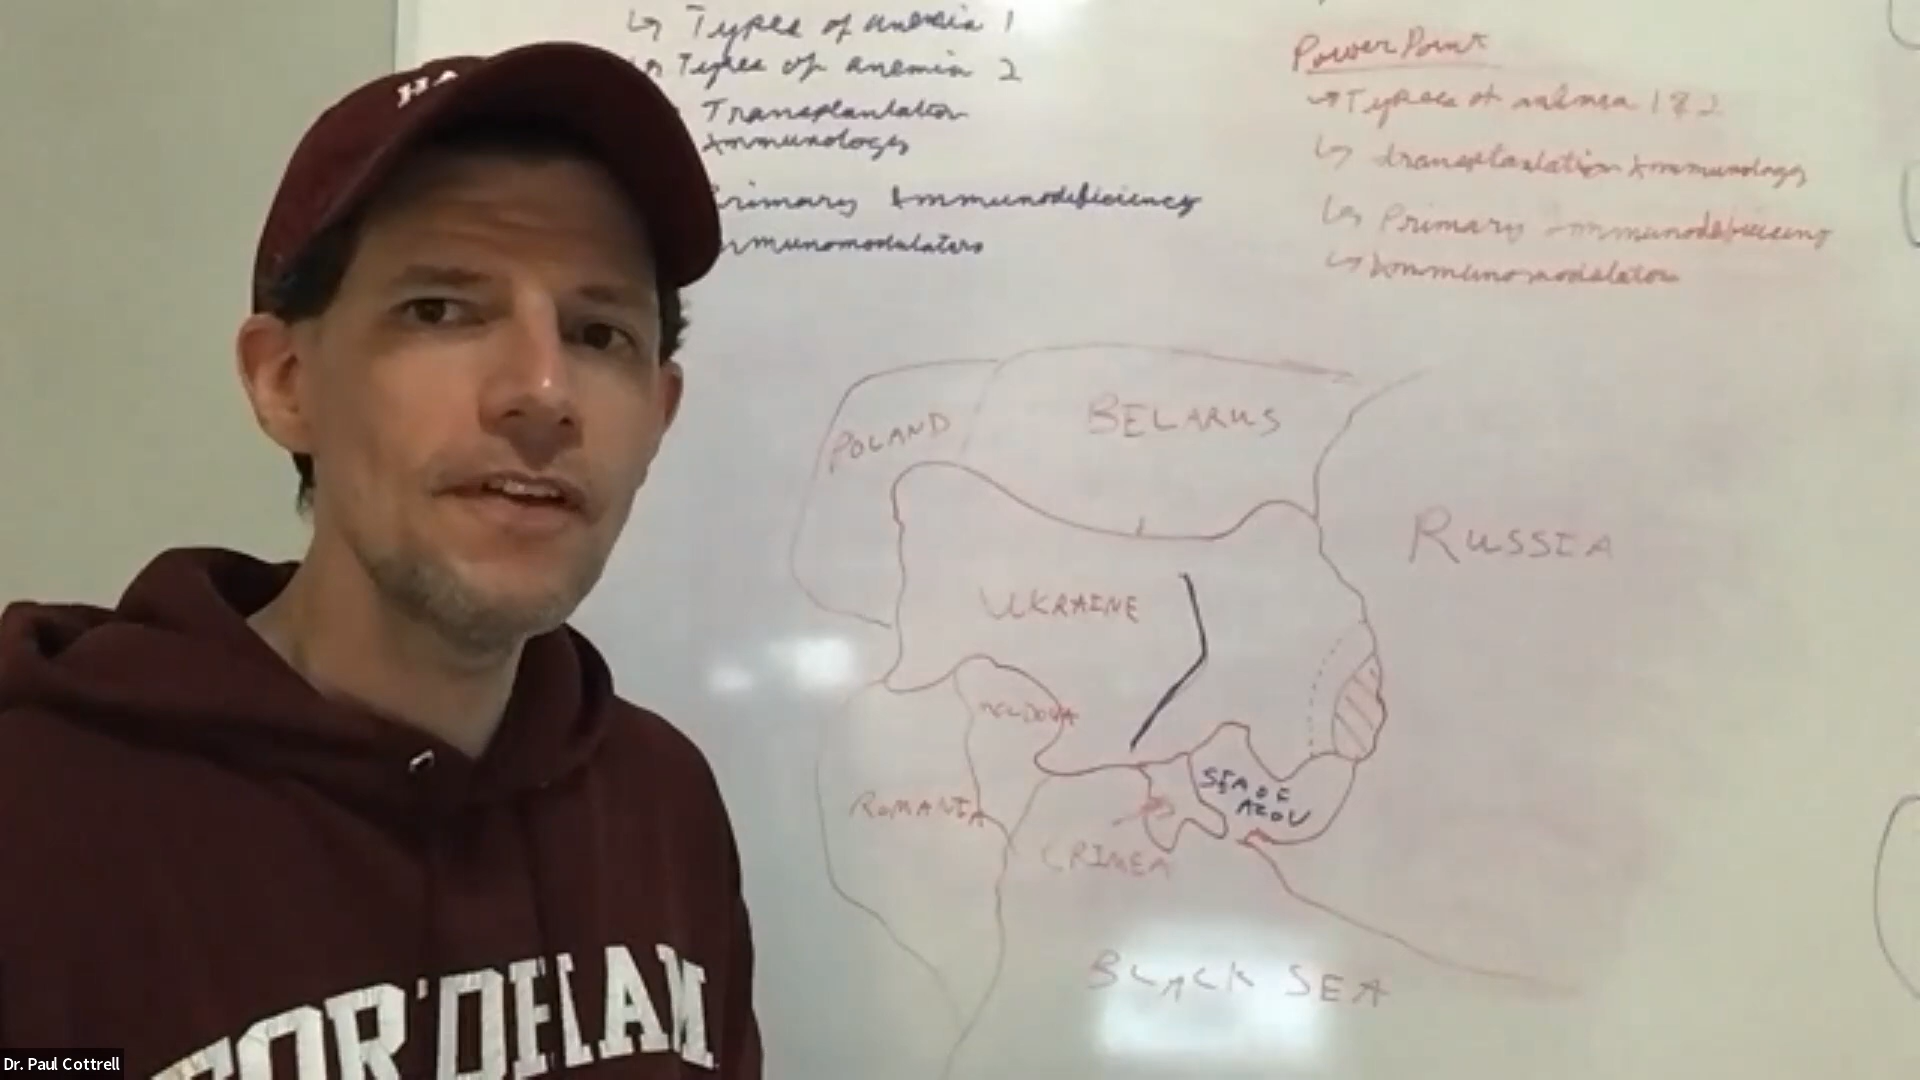 ↳ Types of anemia 1
↳ Types of anemia 2
Transplantation
Immunology
Primary Immunodeficiency
Immunomodulators
PowerPoint
→ Types of anemia 1 & 2
↳ Transplantation Immunology
↳ Primary Immunodeficiency
↳ Immunomodulators
HA
POLAND
BELARUS
RUSSIA
UKRAINE
MOLDOVA
ROMANIA
SEA OF
AZOV
CRIMEA
BLACK SEA
FORDHAM
Dr. Paul Cottrell